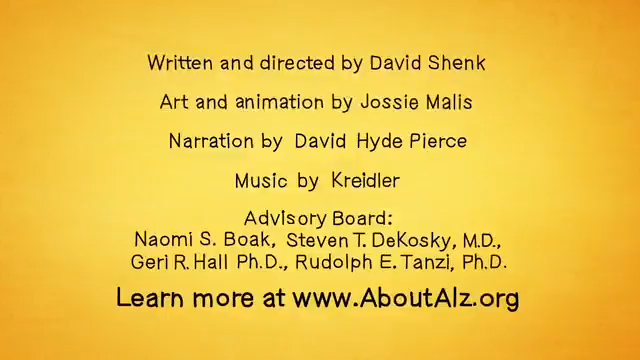 Written and directed by David Shenk
Art and animation by Jossie Malis
Narration by David Hyde Pierce
Music by Kreidler
Advisory Board:
Naomi S. Boak, Steven T. DeKosky, M.D.,
Geri R. Hall Ph.D., Rudolph E. Tanzi, Ph.D.
Learn more at www.AboutAlz.org